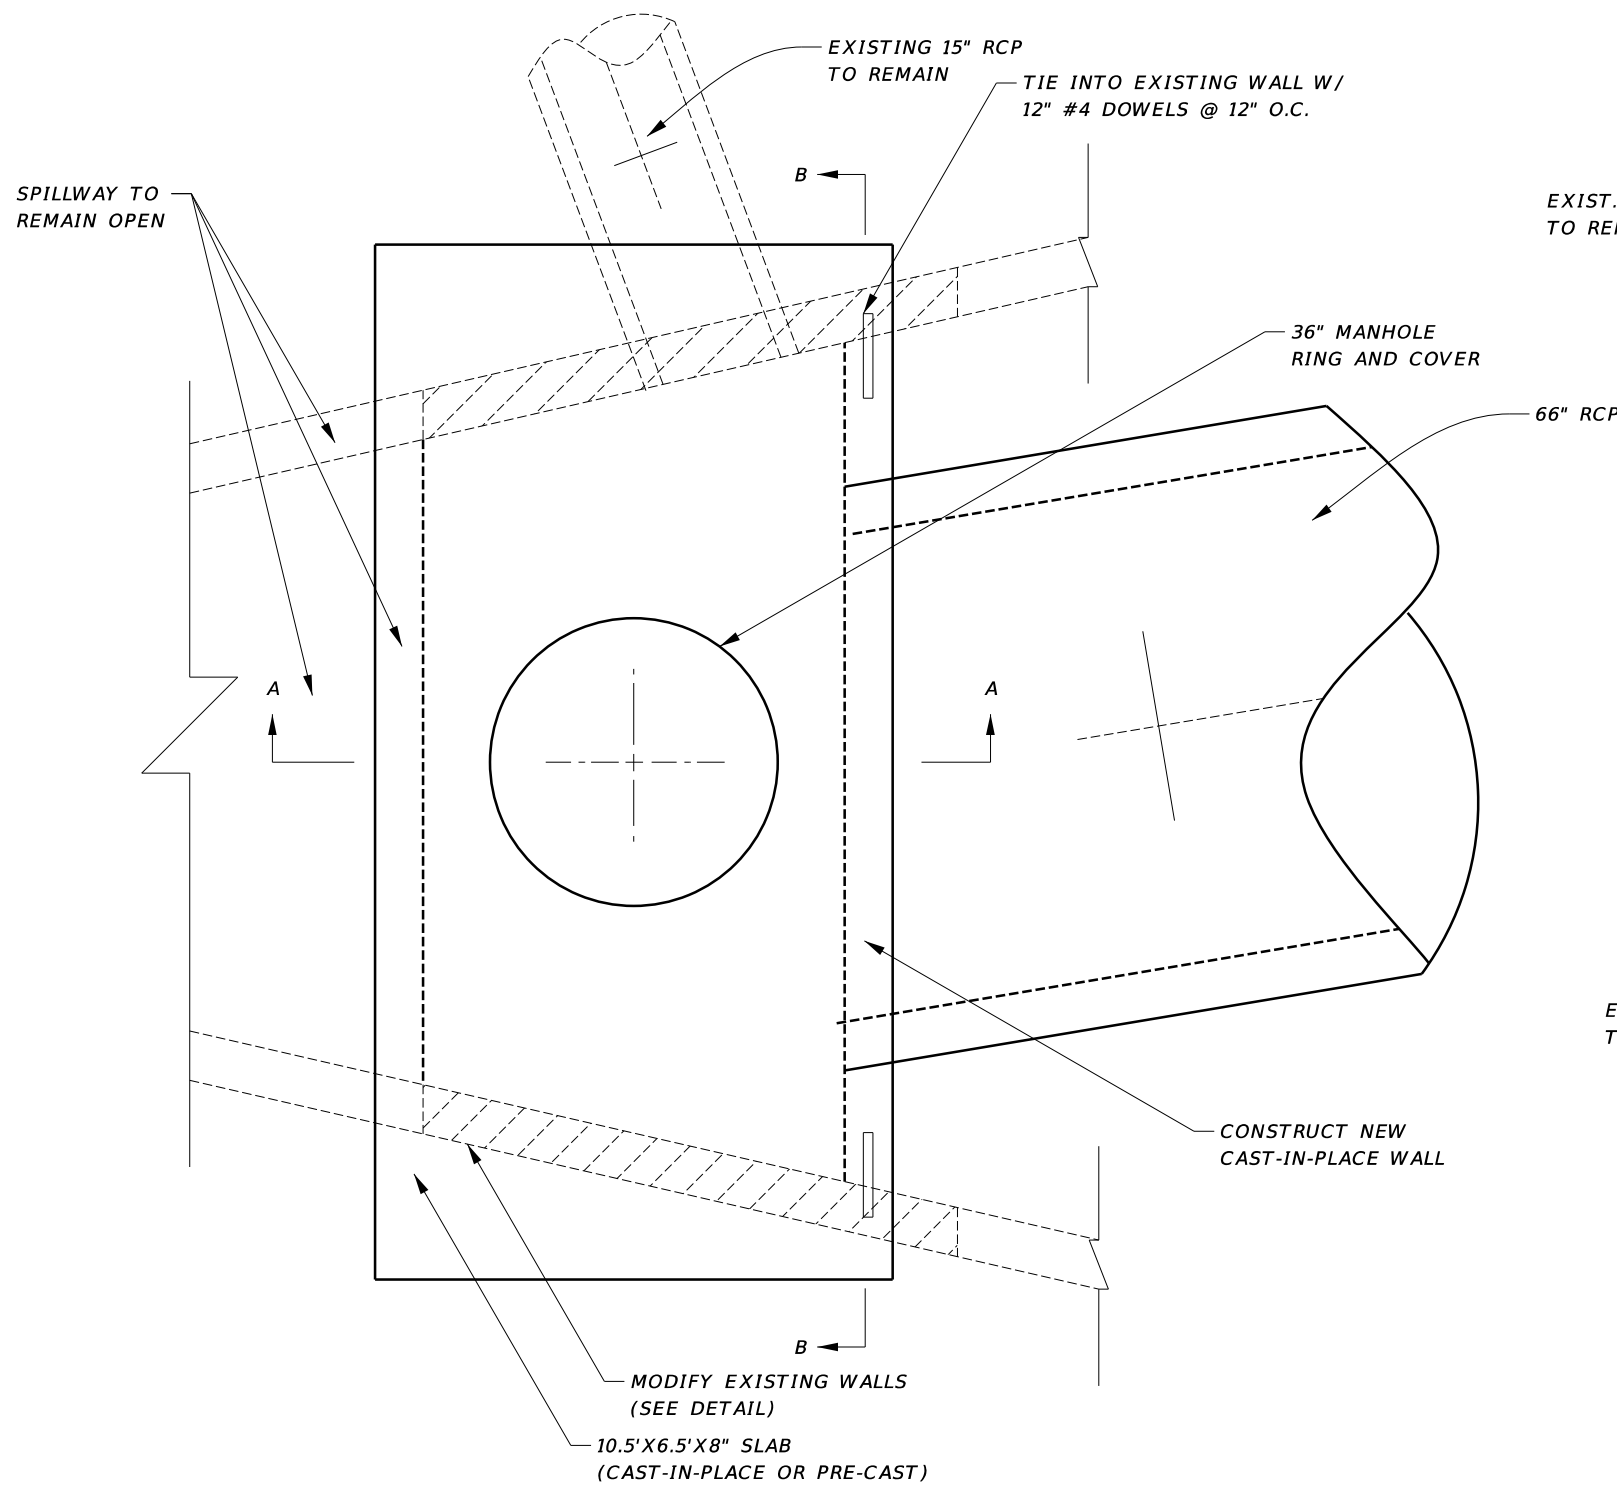 EXISTING 15" RCP
TO REMAIN
TIE INTO EXISTING WALL W/
12" #4 DOWELS @ 12" O.C.
B
SPILLWAY TO
REMAIN OPEN
EXIST.
TO
36" MANHOLE
RING AND COVER
66" RCP
A
A
CONSTRUCT NEW
CAST-IN-PLACE WALL
B
MODIFY EXISTING WALLS
(SEE DETAIL)
10.5'X6.5'X8" SLAB
(CAST-IN-PLACE OR PRE-CAST)